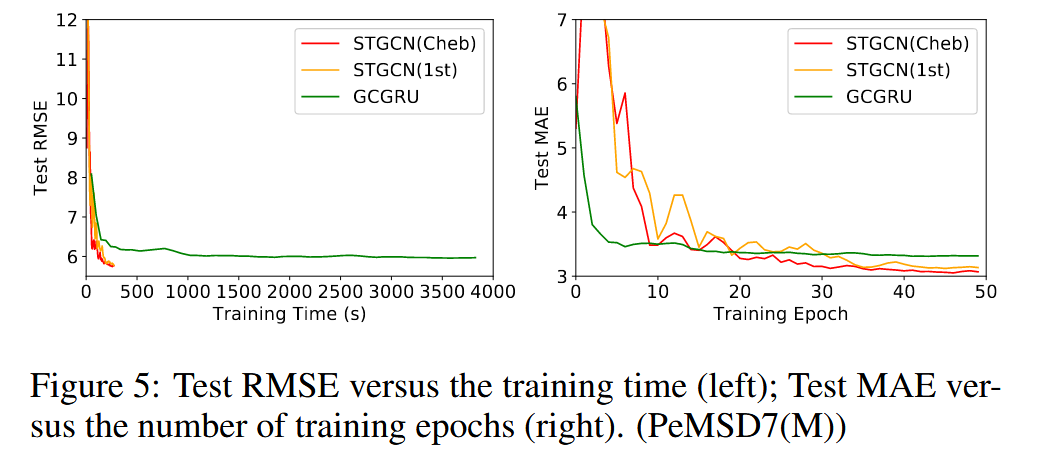 12
11
10
9
8
7
6
Test RMSE
STGCN(Cheb)
STGCN(1st)
GCGRU
0 500 1000 1500 2000 2500 3000 3500 4000
Training Time (s)
7
6
5
4
3
Test MAE
STGCN(Cheb)
STGCN(1st)
GCGRU
0 10 20 30 40 50
Training Epoch
Figure 5: Test RMSE versus the training time (left); Test MAE ver-
sus the number of training epochs (right). (PeMSD7(M))